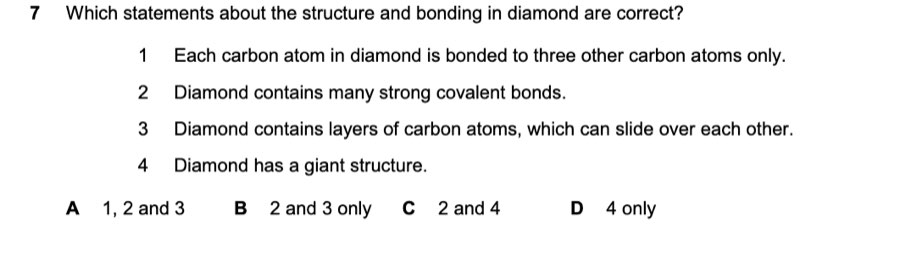 7 Which statements about the structure and bonding in diamond are correct?
1 Each carbon atom in diamond is bonded to three other carbon atoms only.
2 Diamond contains many strong covalent bonds.
3 Diamond contains layers of carbon atoms, which can slide over each other.
4 Diamond has a giant structure.
A 1, 2 and 3 B 2 and 3 only C 2 and 4 D 4 only